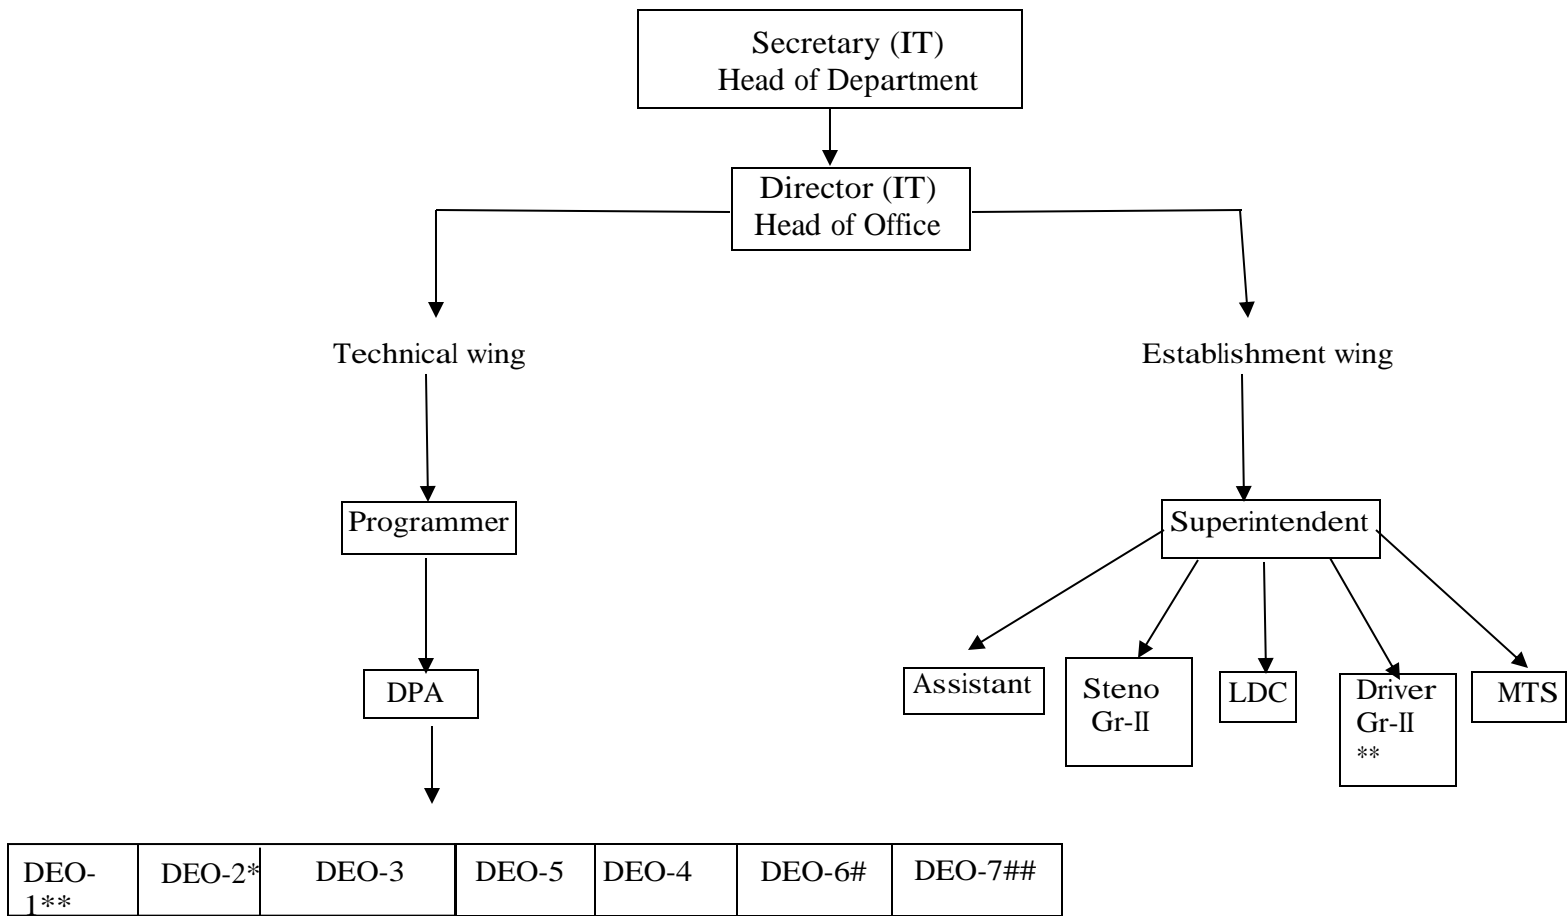 Secretary (IT)
Head of Department
Director (IT)
Head of Office
Technical wing
Establishment wing
Programmer
Superintendent
DPA
Assistant
Steno
Gr-II
LDC
Driver
Gr-II
**
MTS
DEO-
1**
DEO-2*
DEO-3
DEO-5
DEO-4
DEO-6#
DEO-7##